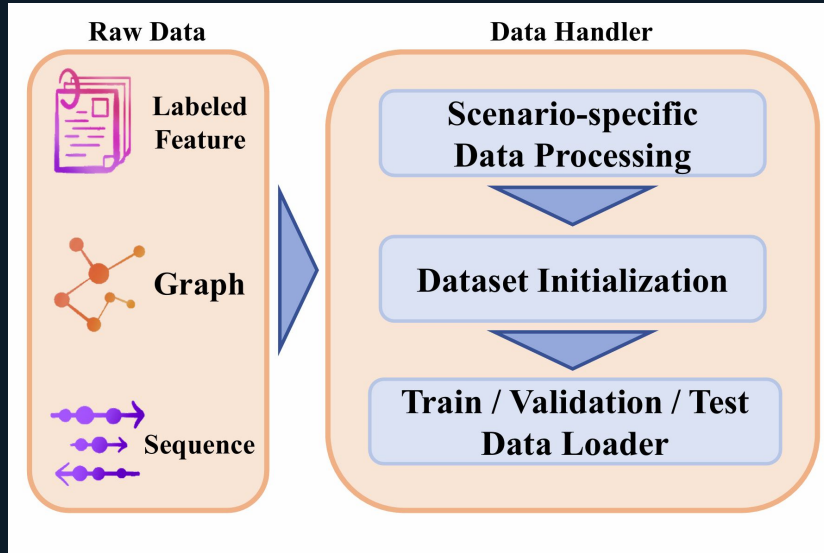 Raw Data
Labeled
Feature
Graph
Sequence
Data Handler
Scenario-specific
Data Processing
Dataset Initialization
Train / Validation / Test
Data Loader